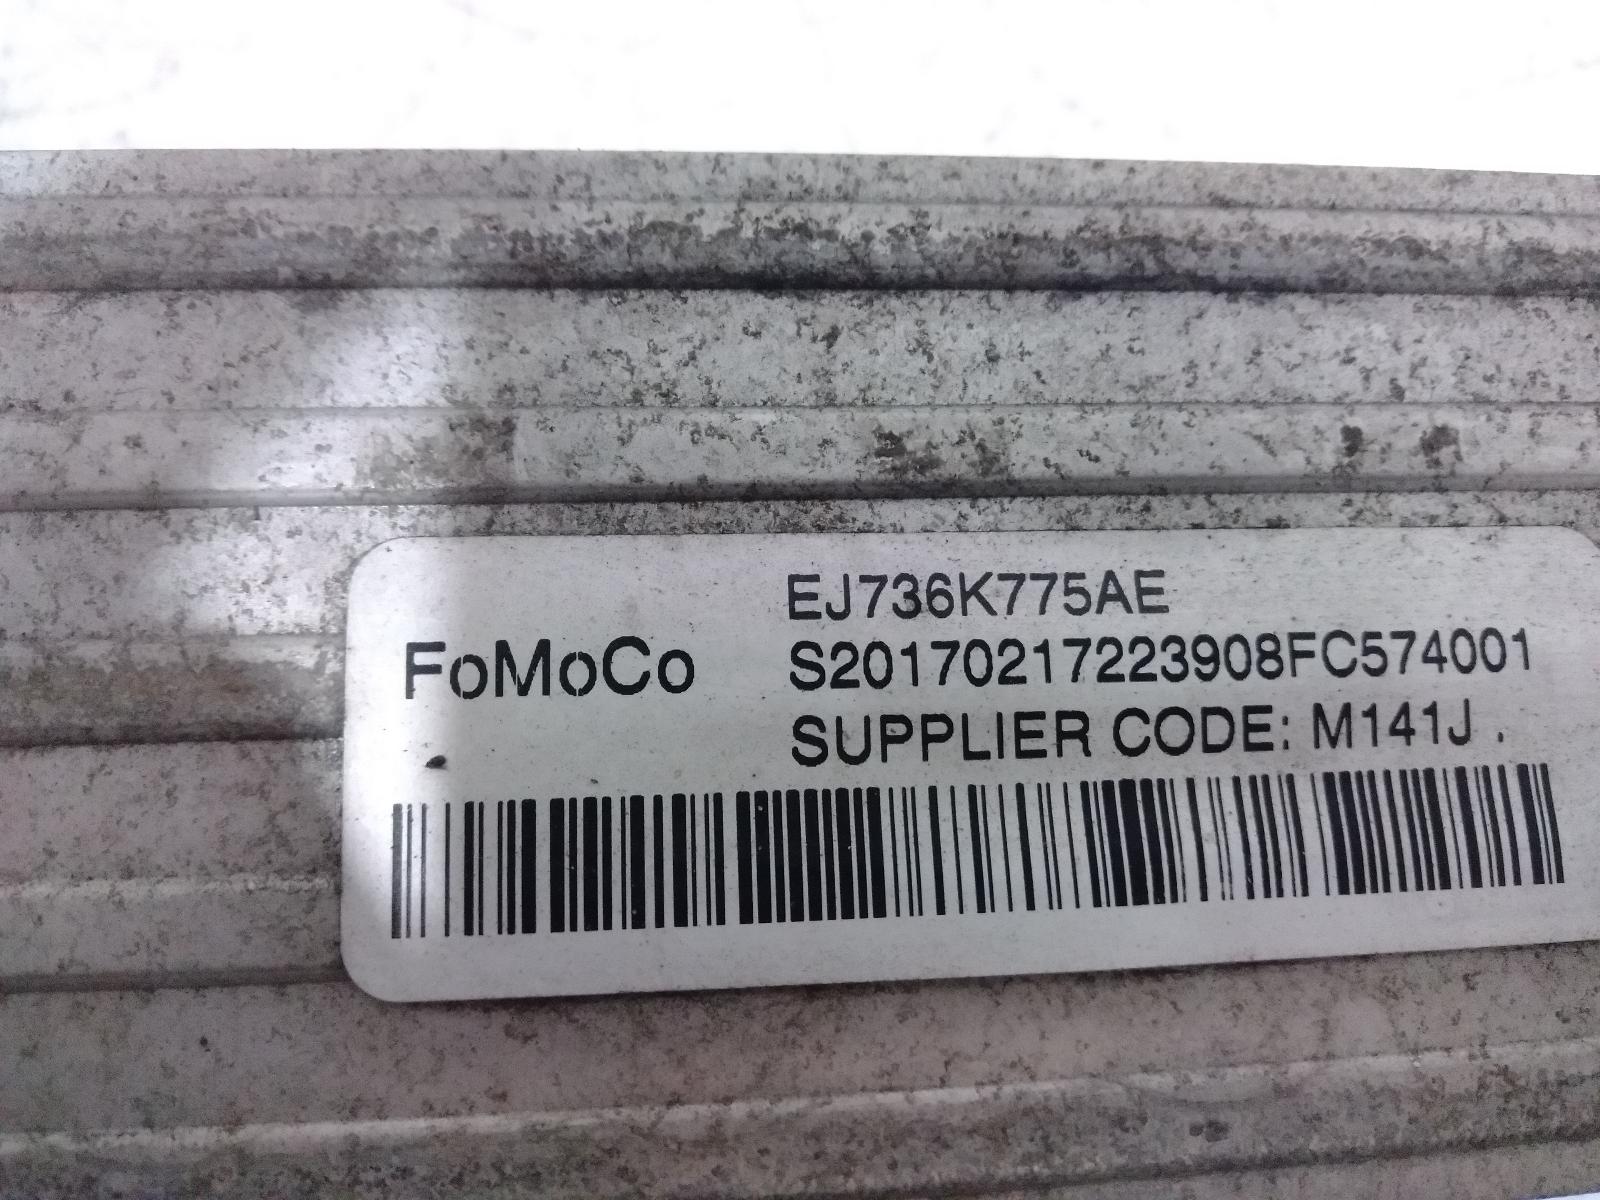 EJ736K775AE
FoMoCo
S20170217223908FC574001
SUPPLIER CODE: M141J .